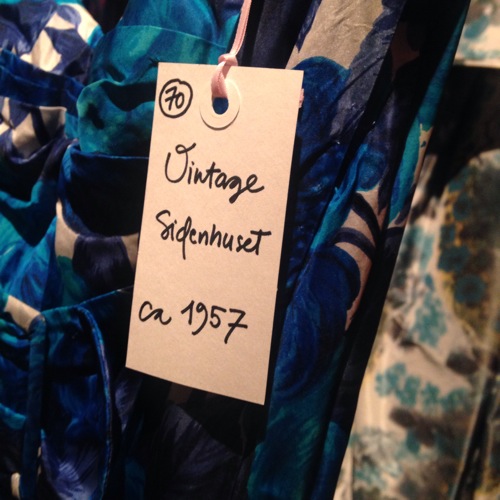 70
Vintage
Sidenhuset
ca 1957